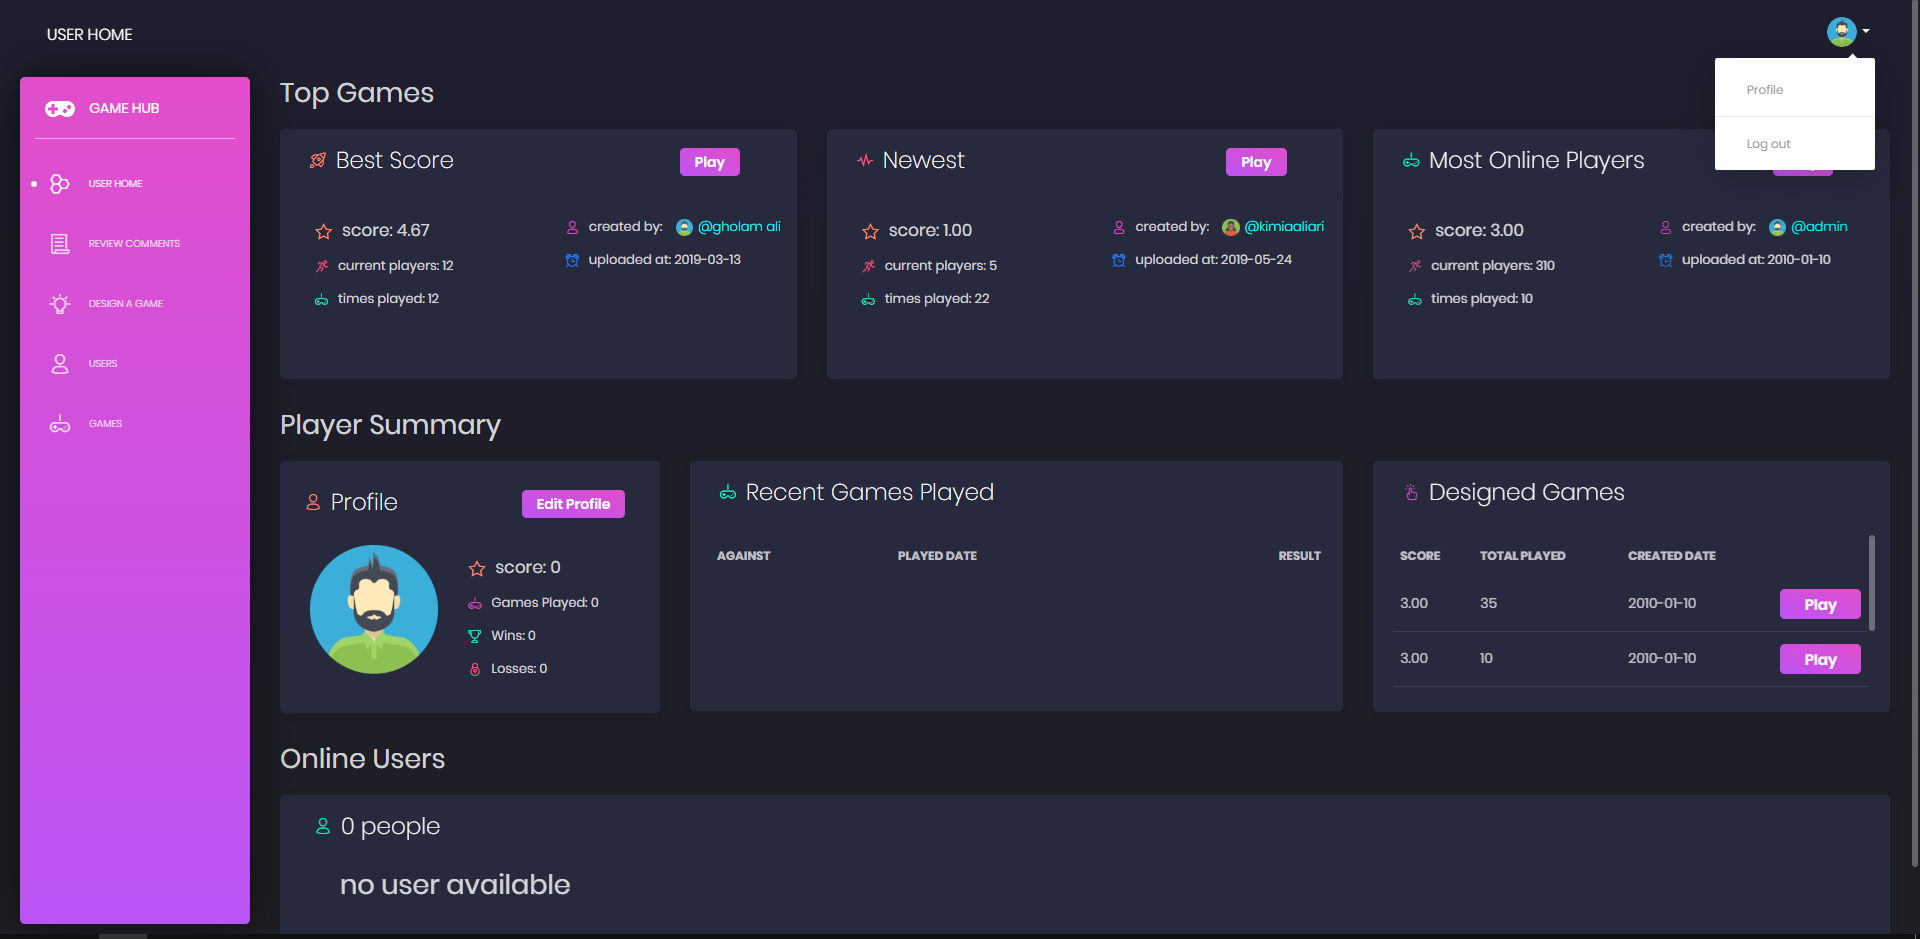 USER HOME
Profile
Log out
GAME HUB
USER HOME
REVIEW COMMENTS
DESIGN A GAME
USERS
GAMES
Top Games
Best Score
Play
score: 4.67
current players: 12
times played: 12
created by: @gholam ali
uploaded at: 2019-03-13
Newest
Play
score: 1.00
current players: 5
times played: 22
created by: @kimiaaliari
uploaded at: 2019-05-24
Most Online Players
score: 3.00
current players: 310
times played: 10
created by: @admin
uploaded at: 2010-01-10
Player Summary
Profile
Edit Profile
score: 0
Games Played: 0
Wins: 0
Losses: 0
Recent Games Played
AGAINST PLAYED DATE RESULT
Designed Games
SCORE TOTAL PLAYED CREATED DATE
3.00 35 2010-01-10 Play
3.00 10 2010-01-10 Play
Online Users
0 people
no user available